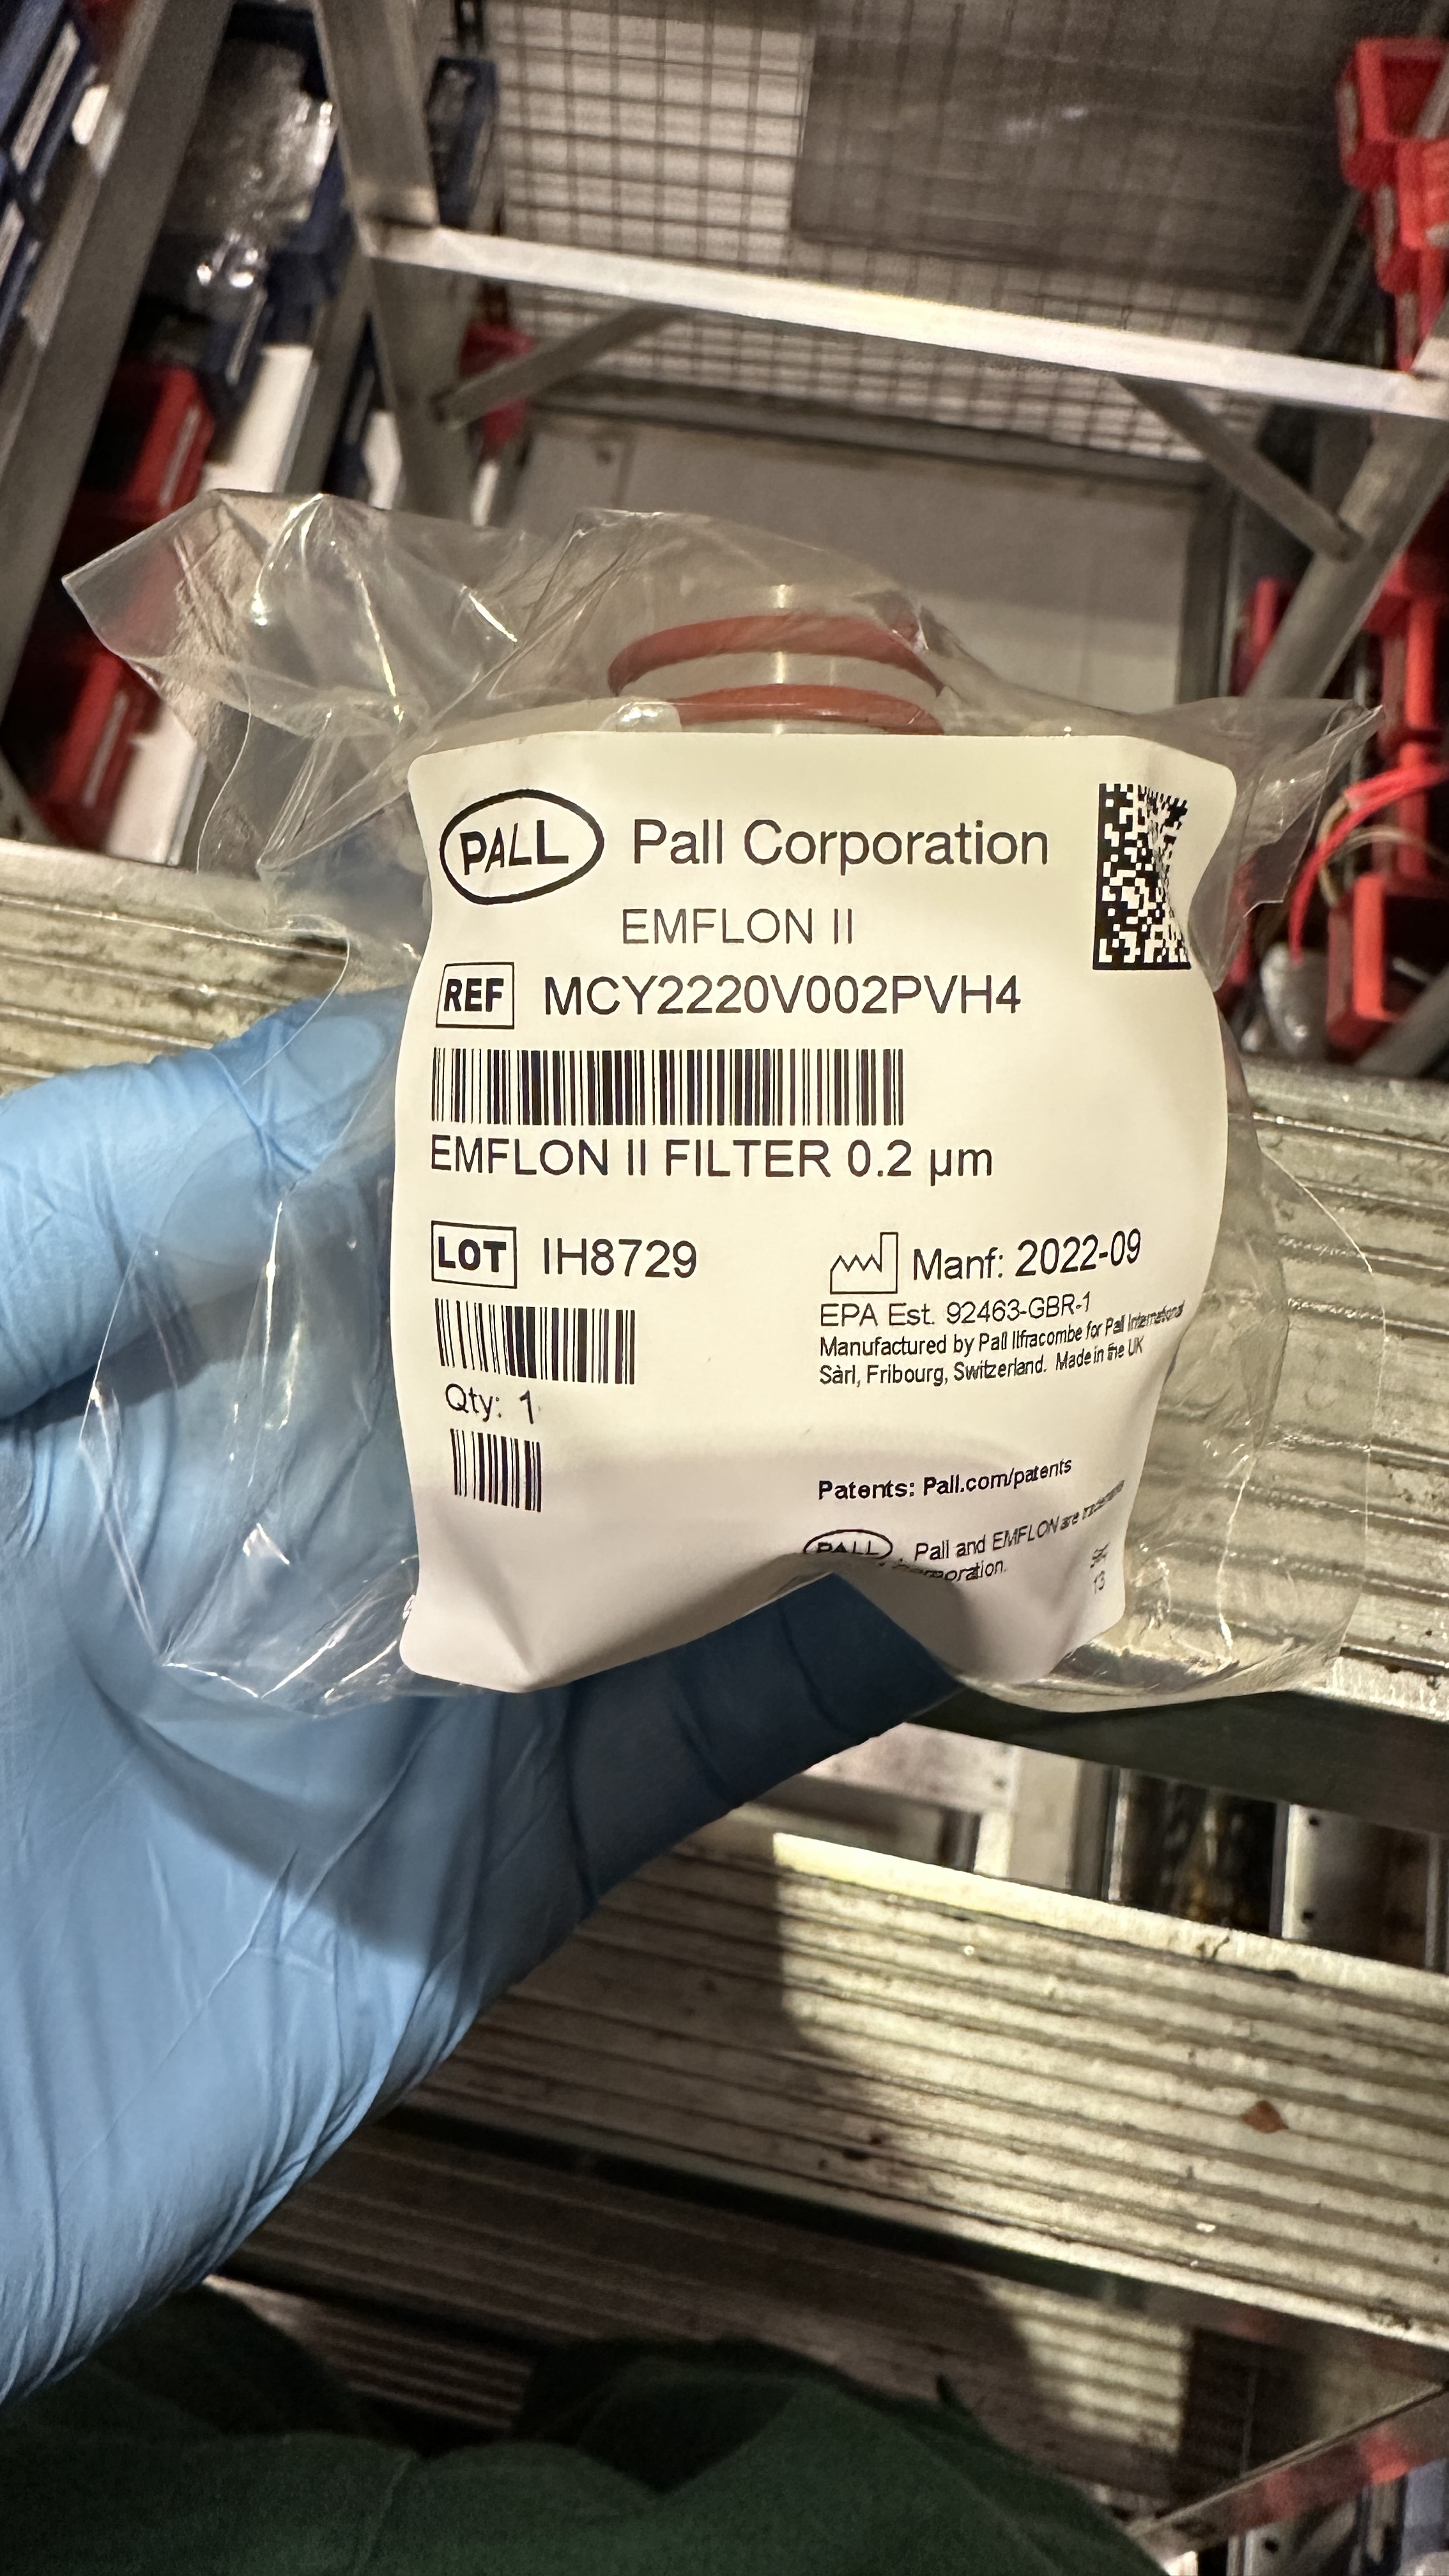 PALL Pall Corporation
EMFLON II
REF MCY2220V002PVH4
EMFLON II FILTER 0.2 µm
LOT IH8729
Manf: 2022-09
EPA Est. 92463-GBR-1
Manufactured by Pall Ilfracombe for Pall International
Sàrl, Fribourg, Switzerland. Made in the UK
Qty: 1
Patents: Pall.com/patents
PALL, Pall and EMFLON are
13